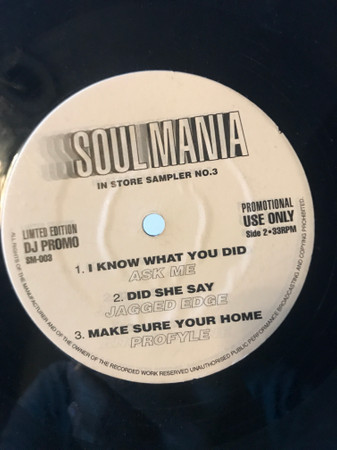 SOULMANIA
IN STORE SAMPLER NO.3
LIMITED EDITION
DJ PROMO
SM-003
PROMOTIONAL
USE ONLY
Side 2•33RPM
1. I KNOW WHAT YOU DID
ASK ME
2. DID SHE SAY
JAGGED EDGE
3. MAKE SURE YOUR HOME
PROFYLE
ALL RIGHTS OF THE MANUFACTURER AND OF THE OWNER OF THE RECORDED WORK RESERVED UNAUTHORISED PUBLIC PERFORMANCE BROADCASTING AND COPYING PROHIBITED